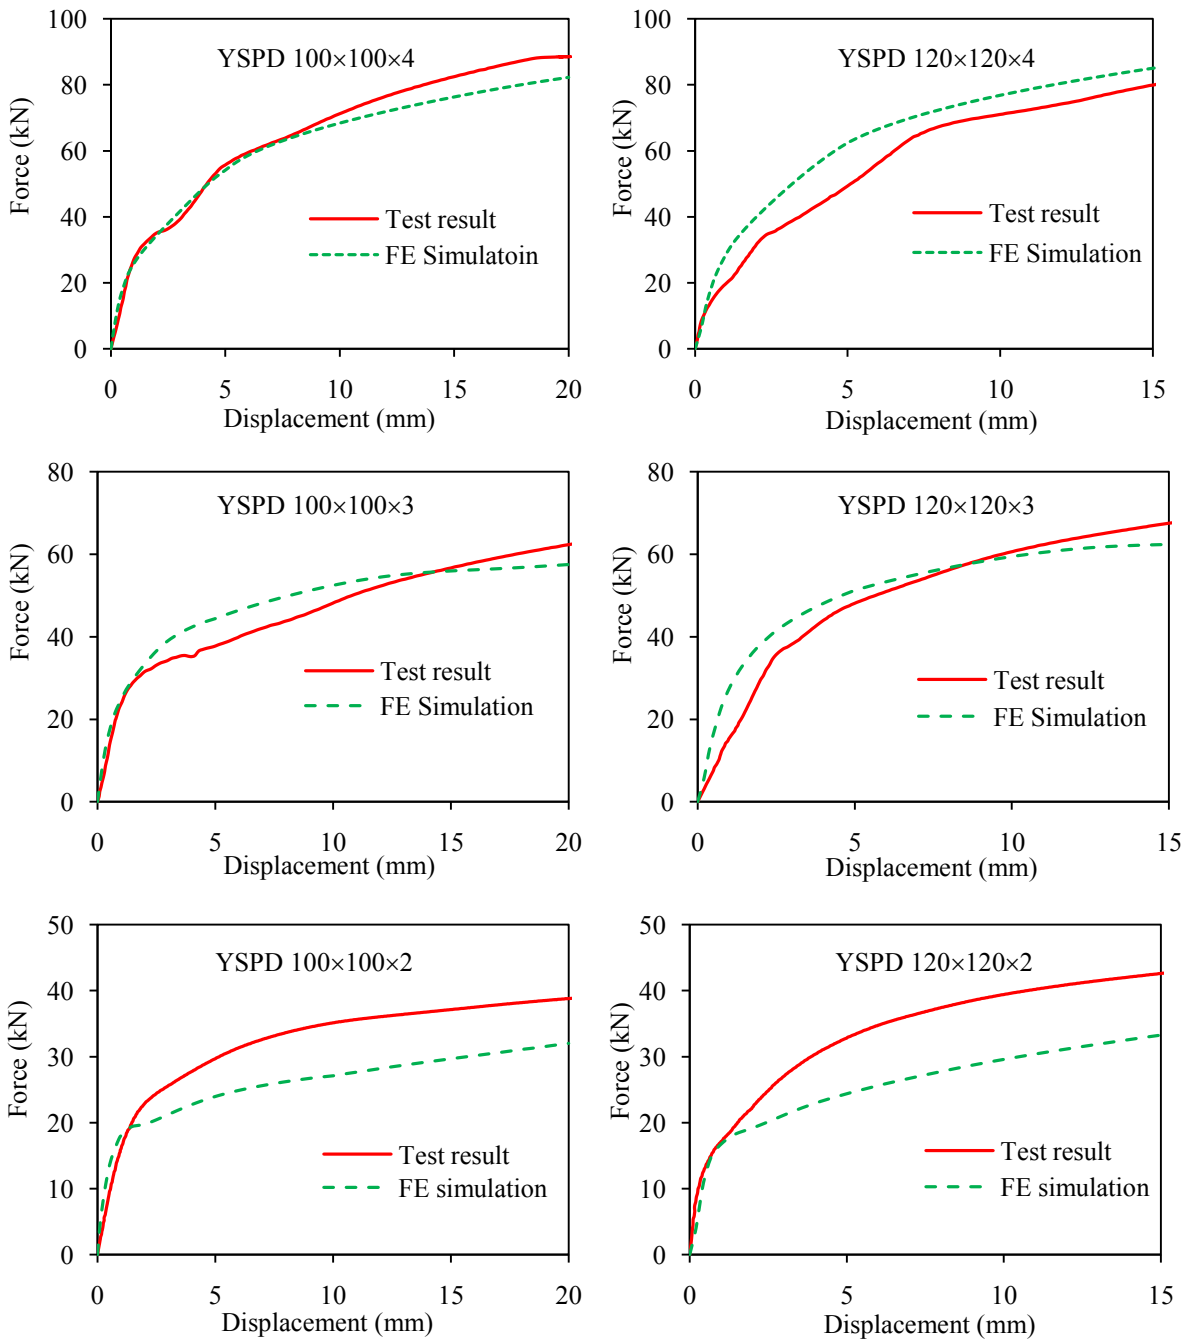 YSPD 100×100×4
Force (kN)
100
80
60
40
20
0
Test result
FE Simulatoin
0 5 10 15 20
Displacement (mm)
YSPD 120×120×4
Force (kN)
100
80
60
40
20
0
Test result
FE Simulation
0 5 10 15
Displacement (mm)
YSPD 100×100×3
Force (kN)
80
60
40
20
0
Test result
FE Simulation
0 5 10 15 20
Displacement (mm)
YSPD 120×120×3
Force (kN)
80
60
40
20
0
Test result
FE Simulation
0 5 10 15
Displacement (mm)
YSPD 100×100×2
Force (kN)
50
40
30
20
10
0
Test result
FE simulation
0 5 10 15 20
Displacement (mm)
YSPD 120×120×2
Force (kN)
50
40
30
20
10
0
Test result
FE simulation
0 5 10 15
Displacement (mm)